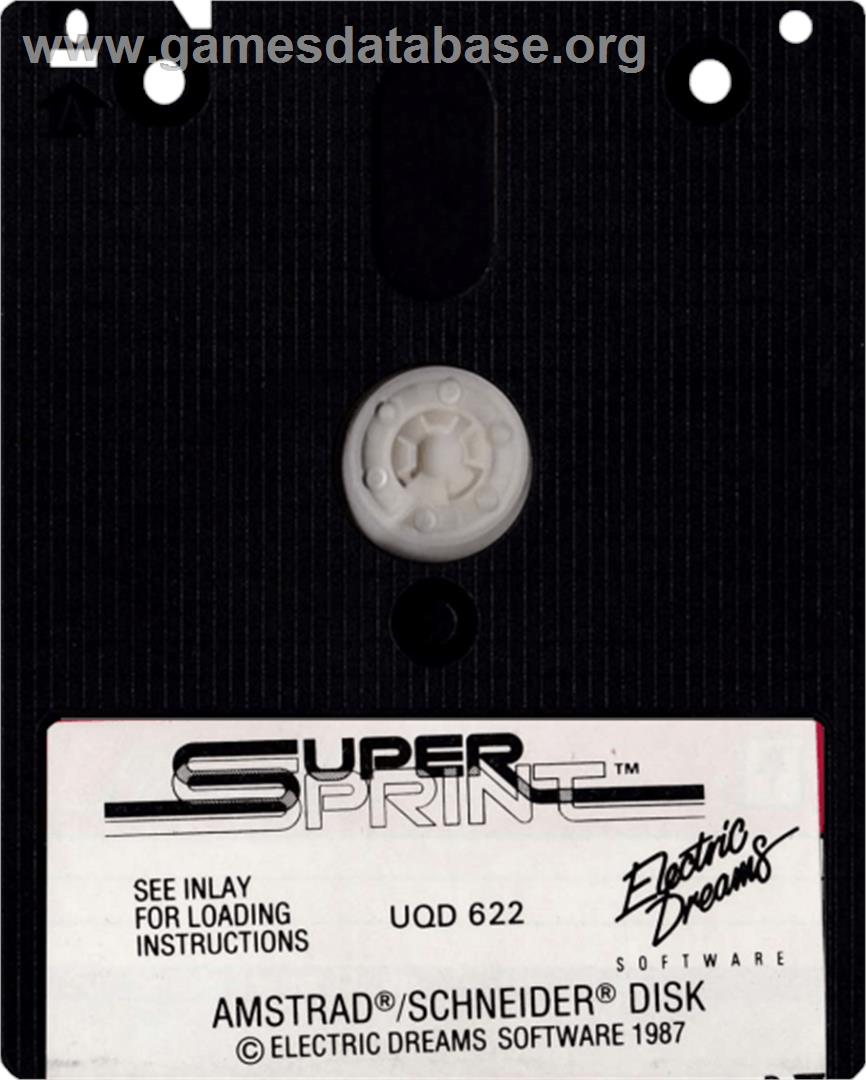 www.gamesdatabase.org
SUPER
SPRINT™
SEE INLAY
FOR LOADING
INSTRUCTIONS
UQD 622
Electric
Dreams
SOFTWARE
AMSTRAD®/SCHNEIDER® DISK
© ELECTRIC DREAMS SOFTWARE 1987